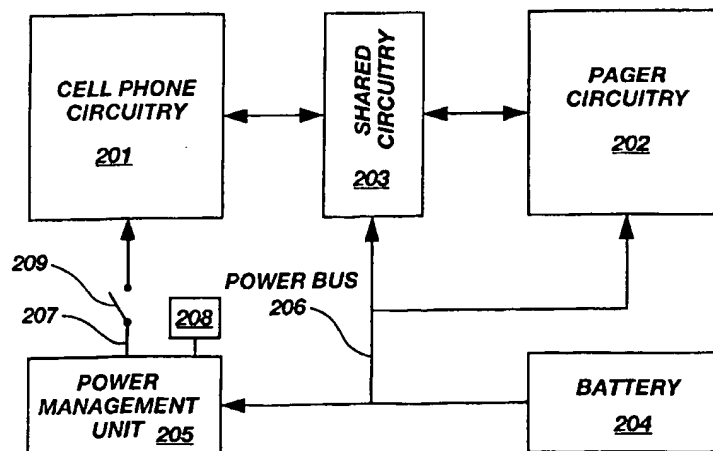 CELL PHONE
CIRCUITRY
201
SHARED
CIRCUITRY
203
PAGER
CIRCUITRY
202
209
207
208
POWER BUS
206
POWER
MANAGEMENT
UNIT 205
BATTERY
204